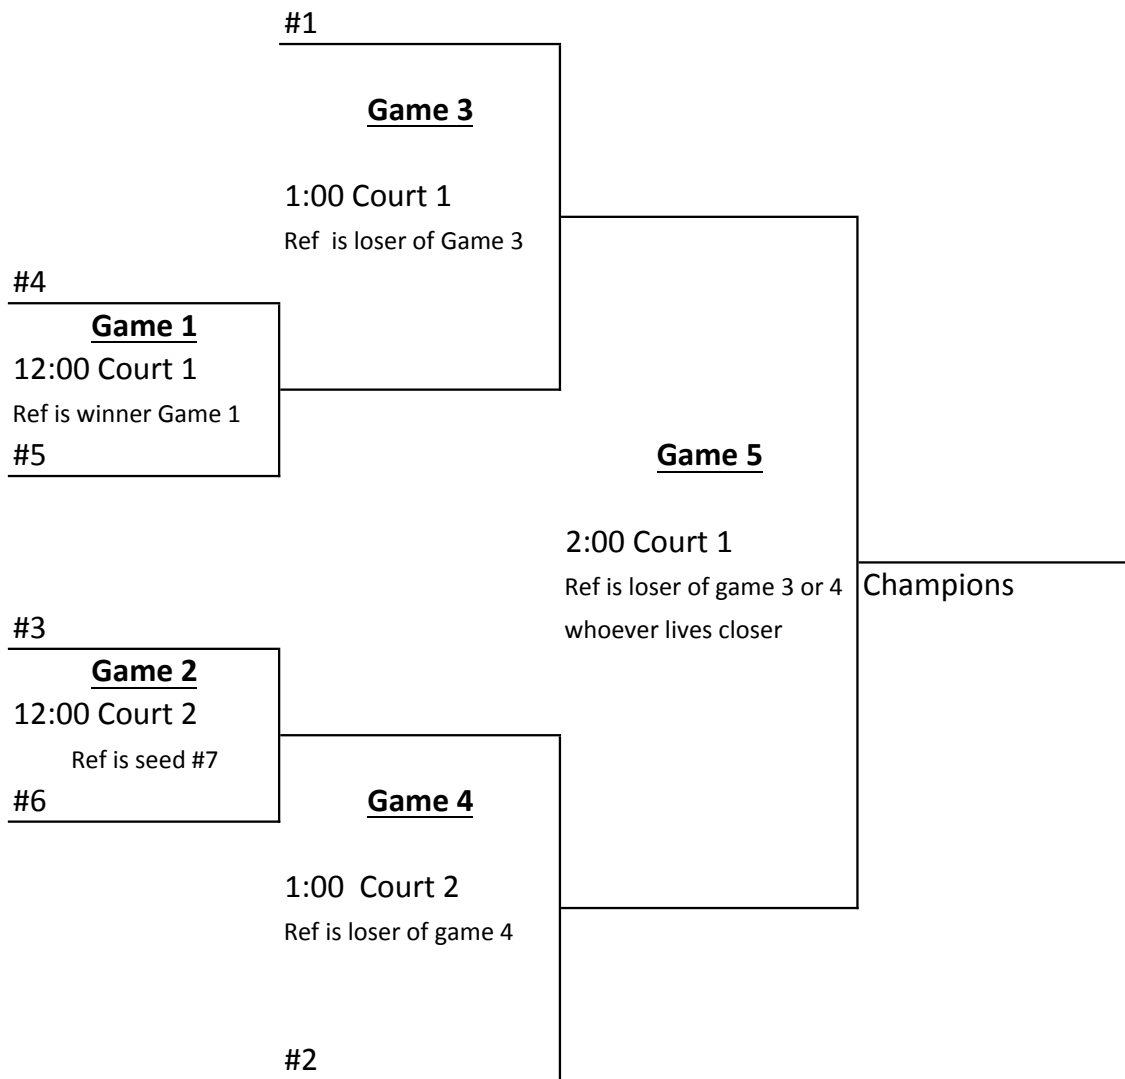 #1
Game 3
1:00 Court 1
Ref  is loser of Game 3
#4
Game 1
12:00 Court 1
Ref is winner Game 1
#5
Game 5
2:00 Court 1
Ref is loser of game 3 or 4
whoever lives closer
Champions
#3
Game 2
12:00 Court 2
Ref is seed #7
#6
Game 4
1:00  Court 2
Ref is loser of game 4
#2